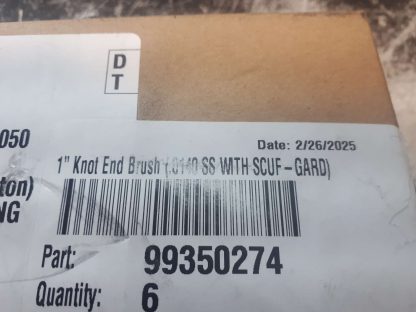 D
T
050
Date: 2/26/2025
1" Knot End Brush (.0140 SS WITH SCUF-GARD)
ton)
NG
Part: 99350274
Quantity: 6